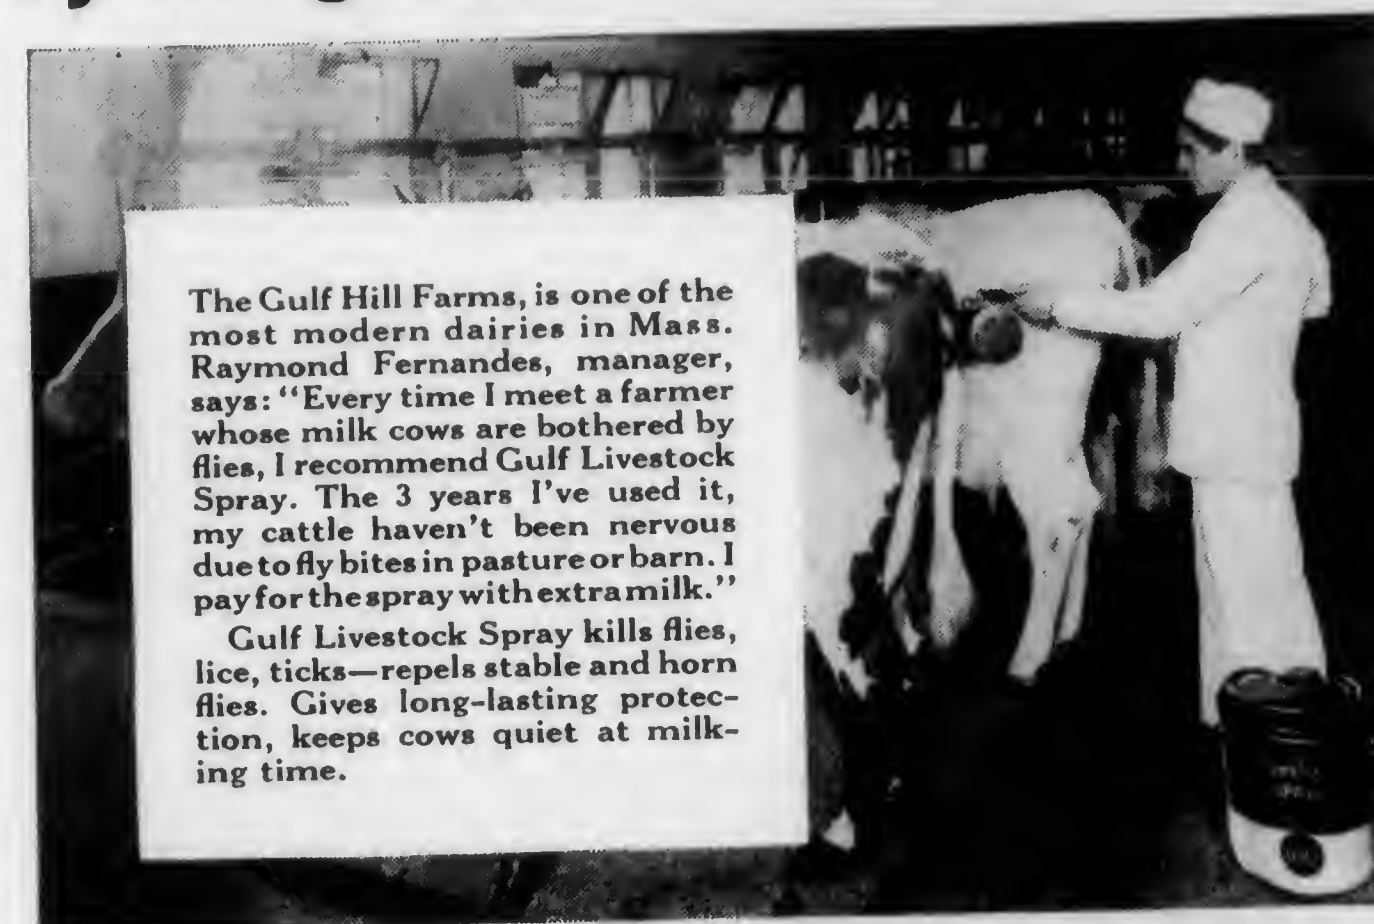 The Gulf Hill Farms, is one of the
most modern dairies in Mass.
Raymond Fernandes, manager,
says: “Every time I meet a farmer
whose milk cows are bothered by
flies, I recommend Gulf Livestock
Spray. The 3 years I've used it,
my cattle haven't been nervous
due to fly bites in pasture or barn. I
pay for the spray with extra milk.”
Gulf Livestock Spray kills flies,
lice, ticks—repels stable and horn
flies. Gives long-lasting protec-
tion, keeps cows quiet at milk-
ing time.